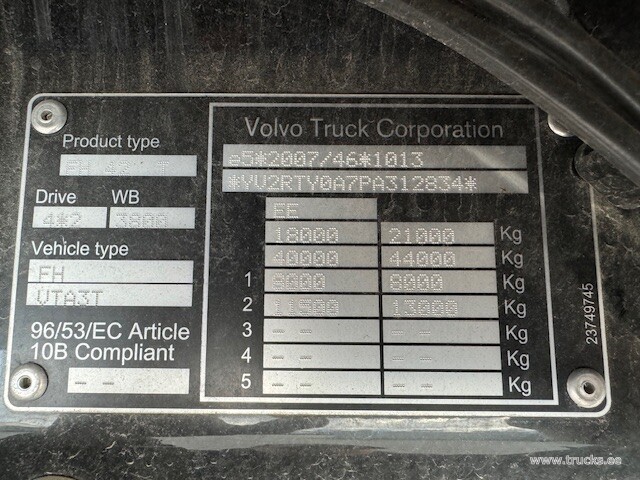 Volvo Truck Corporation
Product type
FH 42 T
e5*2007/46*1013
*YV2RTY0A7PA312834*
Drive WB
4*2 3800
EE
18000 21000 Kg
40000 44000 Kg
Vehicle type
FH
VTA3T
1 8000 Kg
2 11500 13000 Kg
96/53/EC Article
10B Compliant
- -
3 - - - - Kg
4 - - - - Kg
5 - - - - Kg
23749745
www.trucks.ee